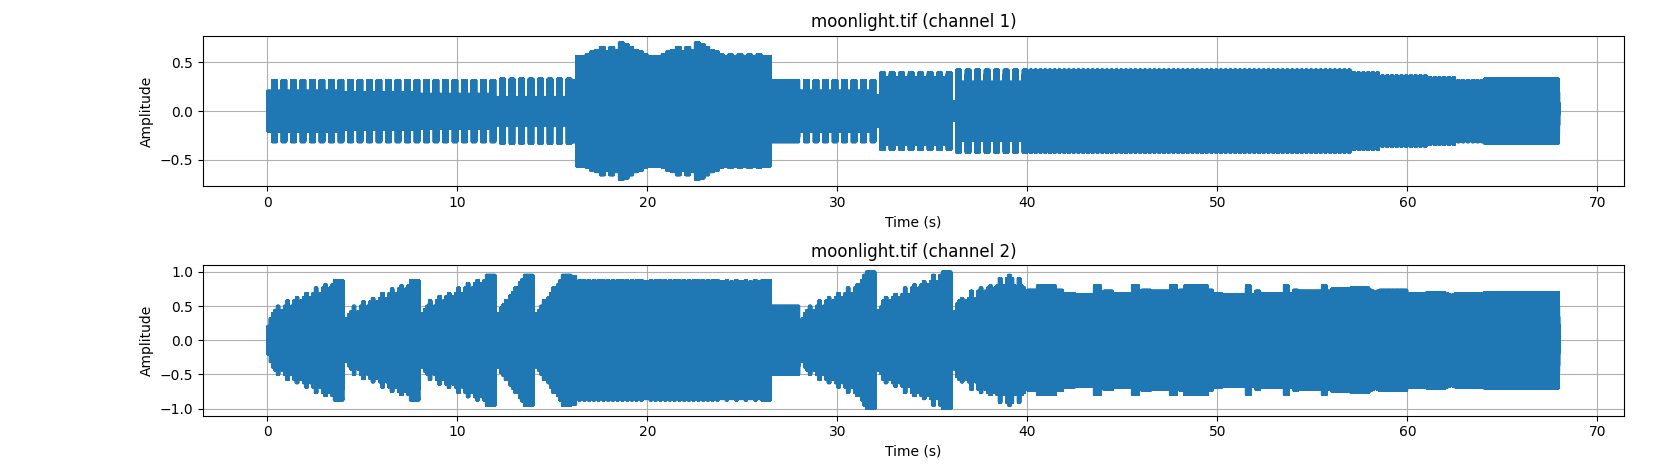 moonlight.tif (channel 1)
Amplitude
0.5
0.0
−0.5
0 10 20 30 40 50 60 70
Time (s)
moonlight.tif (channel 2)
Amplitude
1.0
0.5
0.0
−0.5
−1.0
0 10 20 30 40 50 60 70
Time (s)